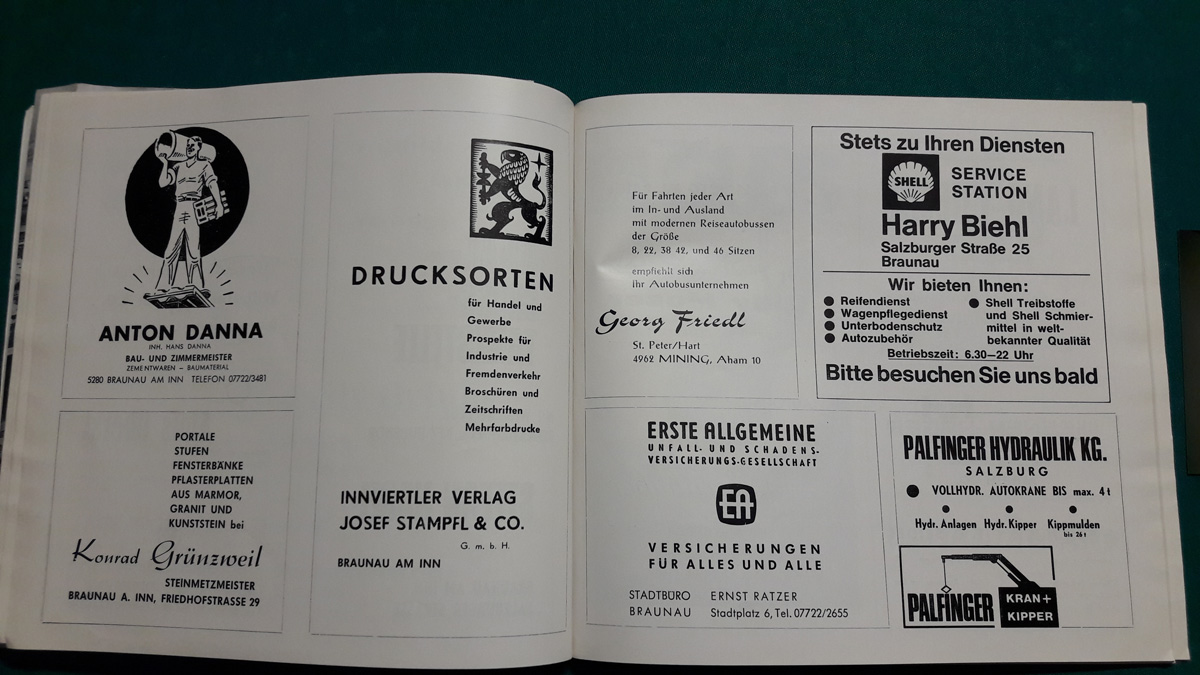 ANTON DANNA
INH. HANS DANNA
BAU- UND ZIMMERMEISTER
ZEMENTWAREN – BAUMATERIAL
5280 BRAUNAU AM INN TELEFON 07722/3481
PORTALE
STUFEN
FENSTERBÄNKE
PFLASTERPLATTEN
AUS MARMOR,
GRANIT UND
KUNSTSTEIN bei
Konrad Grünzweil
STEINMETZMEISTER
BRAUNAU A. INN, FRIEDHOFSTRASSE 29
DRUCKSORTEN
für Handel und
Gewerbe
Prospekte für
Industrie und
Fremdenverkehr
Broschüren und
Zeitschriften
Mehrfarbdrucke
INNVIERTLER VERLAG
JOSEF STAMPFL & CO.
G. m. b. H.
BRAUNAU AM INN
Für Fahrten jeder Art
im In- und Ausland
mit modernen Reiseautobussen
der Größe
8, 22, 38 42, und 46 Sitzen
empfiehlt sich
ihr Autobusunternehmen
Georg Friedl
St. Peter/Hart
4962 MINING, Aham 10
Stets zu Ihren Diensten
SHELL
SERVICE
STATION
Harry Biehl
Salzburger Straße 25
Braunau
Wir bieten Ihnen:
● Reifendienst
● Wagenpflegedienst
● Unterbodenschutz
● Autozubehör
● Shell Treibstoffe
und Shell Schmier-
mittel in welt-
bekannter Qualität
Betriebszeit: 6.30—22 Uhr
Bitte besuchen Sie uns bald
ERSTE ALLGEMEINE
UNFALL- UND SCHADENS-
VERSICHERUNGS-GESELLSCHAFT
EA
VERSICHERUNGEN
FÜR ALLES UND ALLE
STADTBÜRO ERNST RATZER
BRAUNAU Stadtplatz 6, Tel. 07722/2655
PALFINGER HYDRAULIK KG.
SALZBURG
● VOLLHYDR. AUTOKRANE BIS max. 4 t
Hydr. Anlagen Hydr. Kipper Kippmulden
bis 26 t
PALFINGER
KRAN+
KIPPER